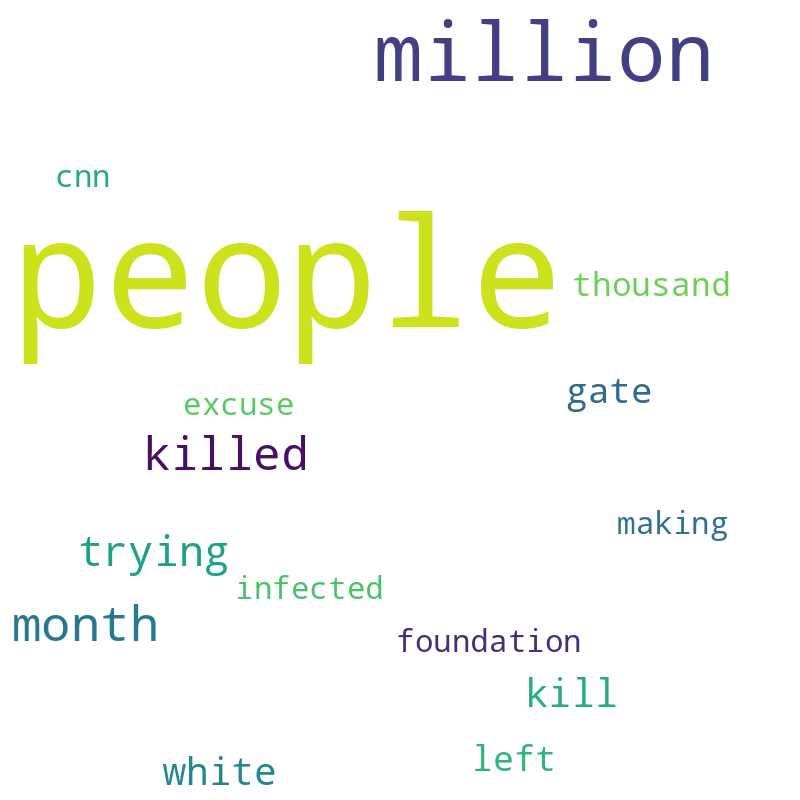 million
cnn
people
thousand
gate
excuse
killed
making
trying
infected
month
foundation
kill
left
white